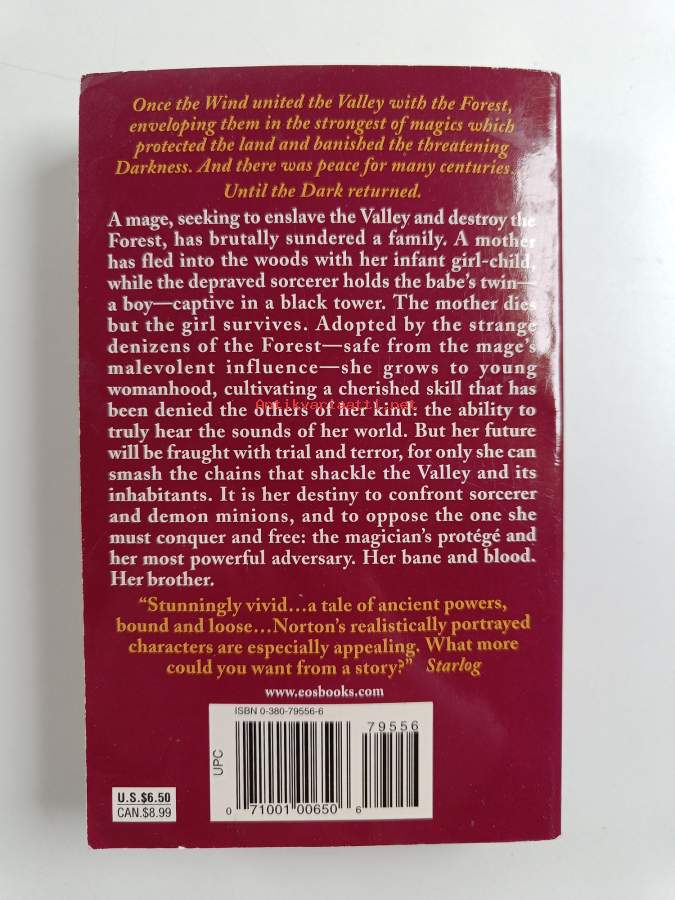 Once the Wind united the Valley with the Forest,
enveloping them in the strongest of magics which
protected the land and banished the threatening
Darkness. And there was peace for many centuries.
Until the Dark returned.
A mage, seeking to enslave the Valley and destroy the
Forest, has brutally sundered a family. A mother
has fled into the woods with her infant girl-child,
while the depraved sorcerer holds the babe's twin—
a boy—captive in a black tower. The mother dies
but the girl survives. Adopted by the strange
denizens of the Forest—safe from the mage's
malevolent influence—she grows to young
womanhood, cultivating a cherished skill that has
been denied the others of her kind: the ability to
Antikvariaatti.net
truly hear the sounds of her world. But her future
will be fraught with trial and terror, for only she can
smash the chains that shackle the Valley and its
inhabitants. It is her destiny to confront sorcerer
and demon minions, and to oppose the one she
must conquer and free: the magician's protégé and
her most powerful adversary. Her bane and blood.
Her brother.
"Stunningly vivid...a tale of ancient powers,
bound and loose...Norton's realistically portrayed
characters are especially appealing. What more
could you want from a story?" Starlog
www.eosbooks.com
ISBN 0-380-79556-6
79556
UPC
0 71001 00650 6
U.S.$6.50
CAN.$8.99